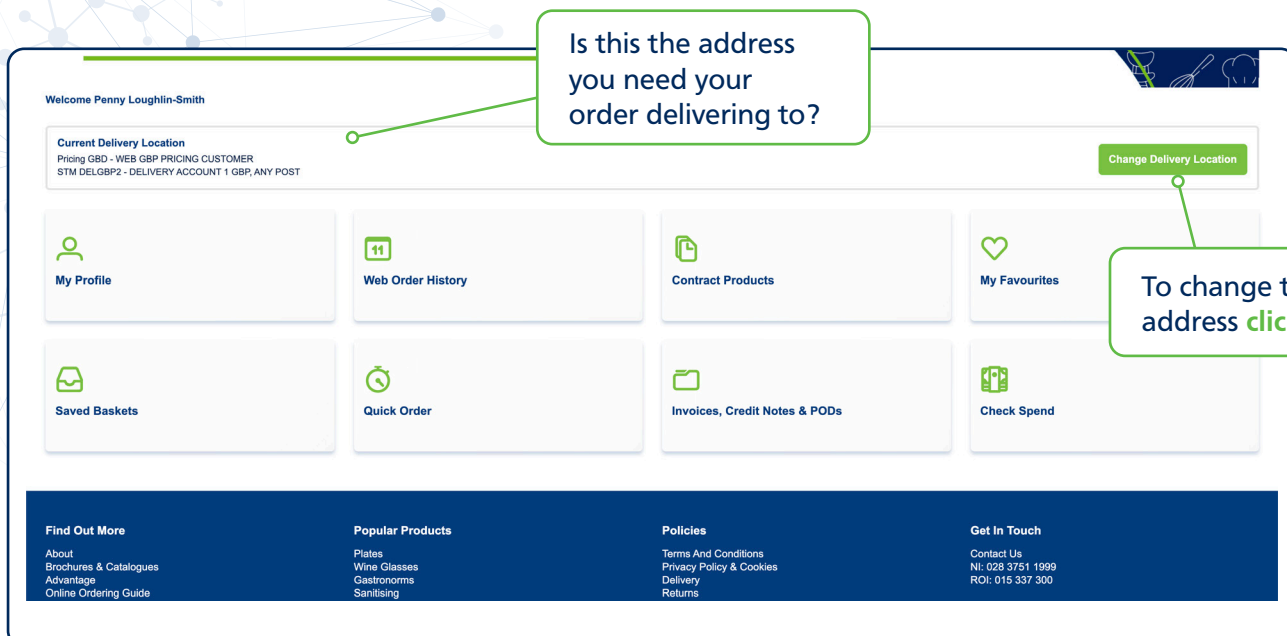 Is this the address
you need your
order delivering to?
Welcome Penny Loughlin-Smith
Current Delivery Location
Pricing GBD - WEB GBP PRICING CUSTOMER
STM DELGBP2 - DELIVERY ACCOUNT 1 GBP, ANY POST
Change Delivery Location
My Profile
11
Web Order History
Contract Products
My Favourites
To change
address
Saved Baskets
Quick Order
Invoices, Credit Notes & PODs
Check Spend
Find Out More
About
Brochures & Catalogues
Advantage
Online Ordering Guide
Popular Products
Plates
Wine Glasses
Gastronorms
Sanitising
Policies
Terms And Conditions
Privacy Policy & Cookies
Delivery
Returns
Get In Touch
Contact Us
NI: 028 3751 1999
ROI: 015 337 300